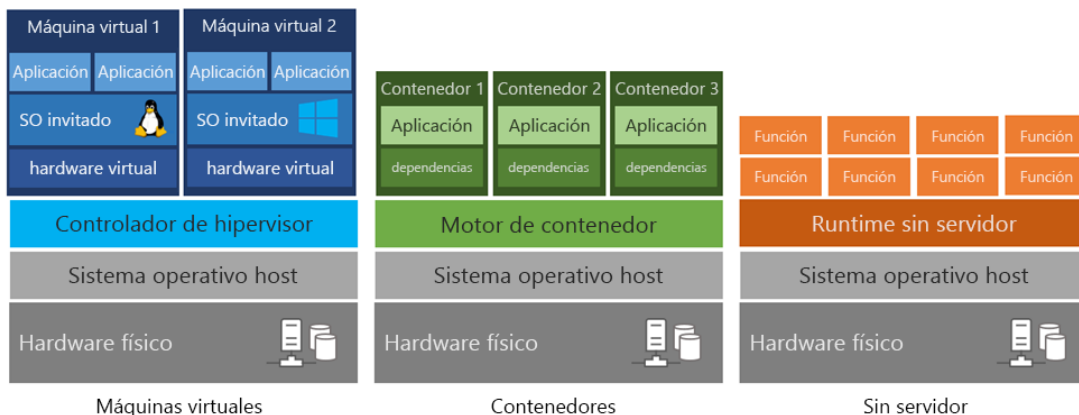 Máquina virtual 1
Aplicación Aplicación
SO invitado
hardware virtual
Máquina virtual 2
Aplicación Aplicación
SO invitado
hardware virtual
Controlador de hipervisor
Sistema operativo host
Hardware físico
Máquinas virtuales
Contenedor 1
Aplicación
dependencias
Contenedor 2
Aplicación
dependencias
Contenedor 3
Aplicación
dependencias
Motor de contenedor
Sistema operativo host
Hardware físico
Contenedores
Función Función Función Función
Función Función Función Función
Runtime sin servidor
Sistema operativo host
Hardware físico
Sin servidor